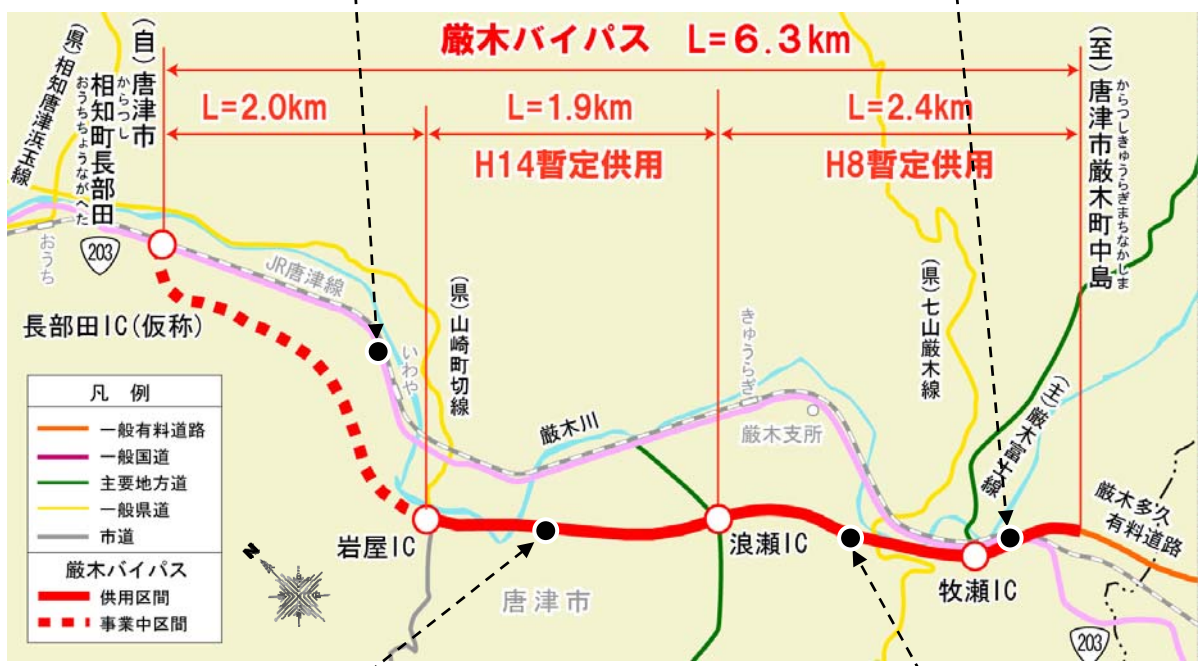 厳木バイパス L=6.3km
L=2.0km
L=1.9km
L=2.4km
H14暫定供用
H8暫定供用
(自)唐津市
からつし
相知町長部田
おうちちょうながへた
(県)相知唐津浜玉線
(至)唐津市厳木町中島
からつしきゅうらぎまちなかしま
おうち
203
JR唐津線
長部田IC(仮称)
いわや
(県)山崎町切線
きゅうらぎ
厳木支所
(県)七山厳木線
(主)厳木富士線
厳木川
厳木多久
有料道路
岩屋IC
浪瀬IC
牧瀬IC
唐津市
203
N
凡 例
一般有料道路
一般国道
主要地方道
一般県道
市道
厳木バイパス
供用区間
事業中区間